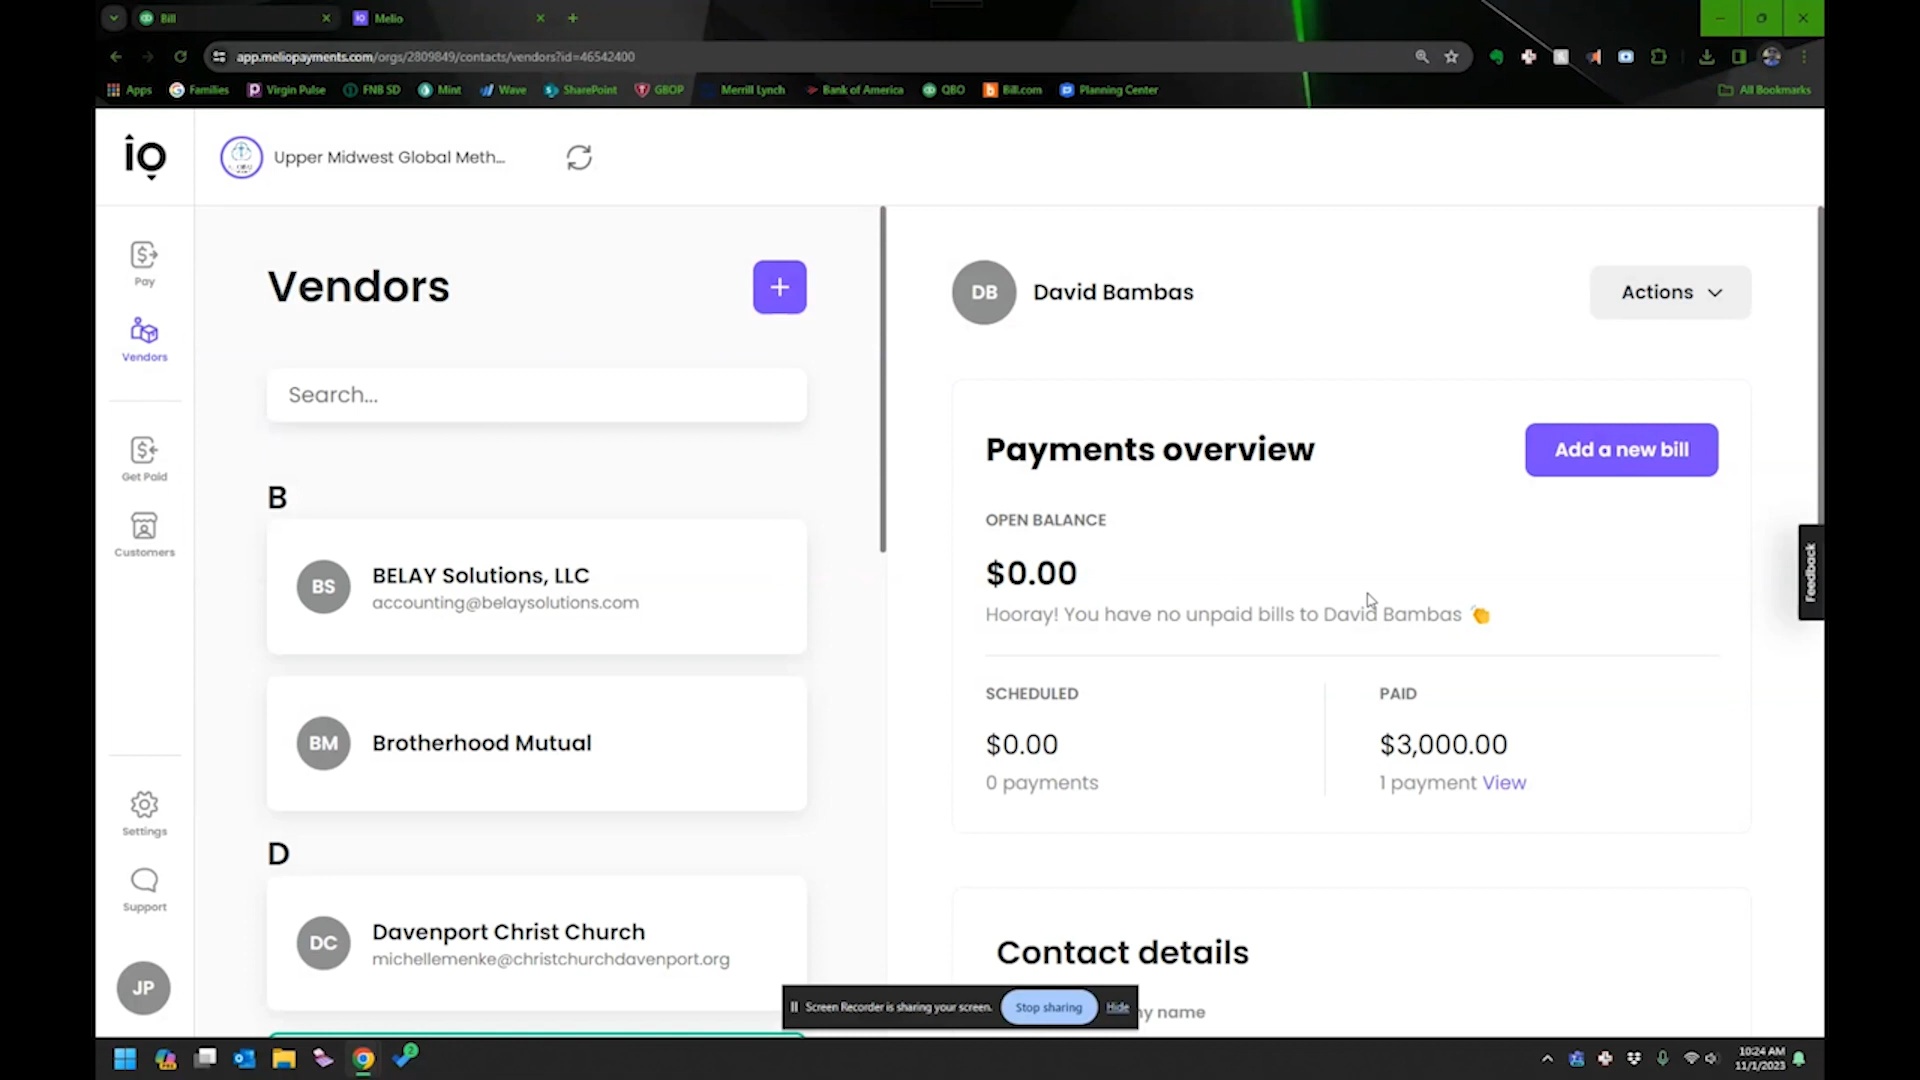 Bill
Melio
app.meliopayments.com/orgs/2809849/contacts/vendors?id=46542400
Apps
Families
Virgin Pulse
FNB SD
Mint
Wave
SharePoint
GBOP
Merrill Lynch
Bank of America
QBO
Bill.com
Planning Center
All Bookmarks
io
Upper Midwest Global Meth...
Pay
Vendors
Get Paid
Customers
Settings
Support
JP
Vendors
+
Search...
B
BS
BELAY Solutions, LLC
accounting@belaysolutions.com
BM
Brotherhood Mutual
D
DC
Davenport Christ Church
michellemenke@christchurchdavenport.org
DB
David Bambas
Actions
Payments overview
Add a new bill
OPEN BALANCE
$0.00
Hooray! You have no unpaid bills to David Bambas 👏
SCHEDULED
$0.00
0 payments
PAID
$3,000.00
1 payment View
Contact details
ny name
Feedback
Screen Recorder is sharing your screen.
Stop sharing
Hide
2
10:24 AM
11/1/2023